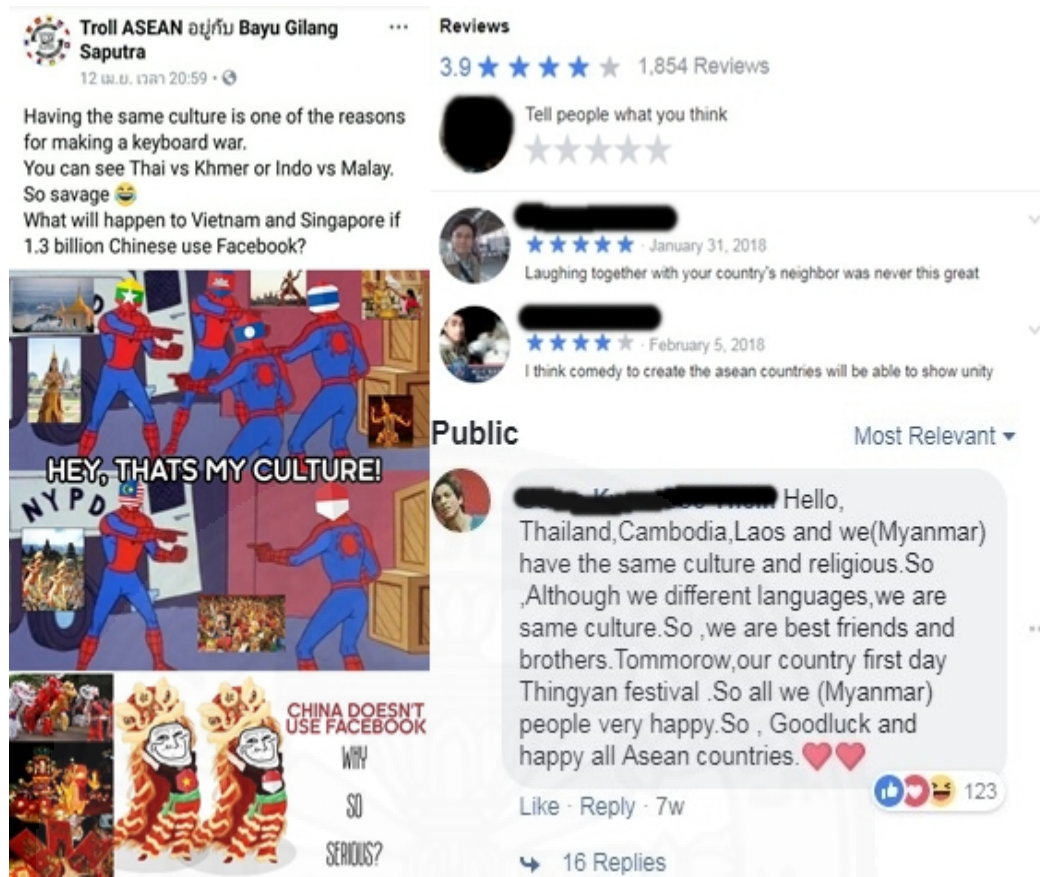 Troll ASEAN อยู่กับ Bayu Gilang
Saputra
12 เม.ย. เวลา 20:59
Having the same culture is one of the reasons
for making a keyboard war.
You can see Thai vs Khmer or Indo vs Malay.
So savage 😂
What will happen to Vietnam and Singapore if
1.3 billion Chinese use Facebook?
HEY, THATS MY CULTURE!
NYPD
CHINA DOESN'T
USE FACEBOOK
WHY
SO
SERIOUS?
Reviews
3.9 ★★★★★ 1,854 Reviews
Tell people what you think
January 31, 2018
Laughing together with your country's neighbor was never this great
February 5, 2018
I think comedy to create the asean countries will be able to show unity
Public
Most Relevant
Hello,
Thailand,Cambodia,Laos and we(Myanmar)
have the same culture and religious.So
,Although we different languages,we are
same culture.So ,we are best friends and
brothers.Tommorow,our country first day
Thingyan festival .So all we (Myanmar)
people very happy.So , Goodluck and
happy all Asean countries.❤❤
123
Like · Reply · 7w
16 Replies